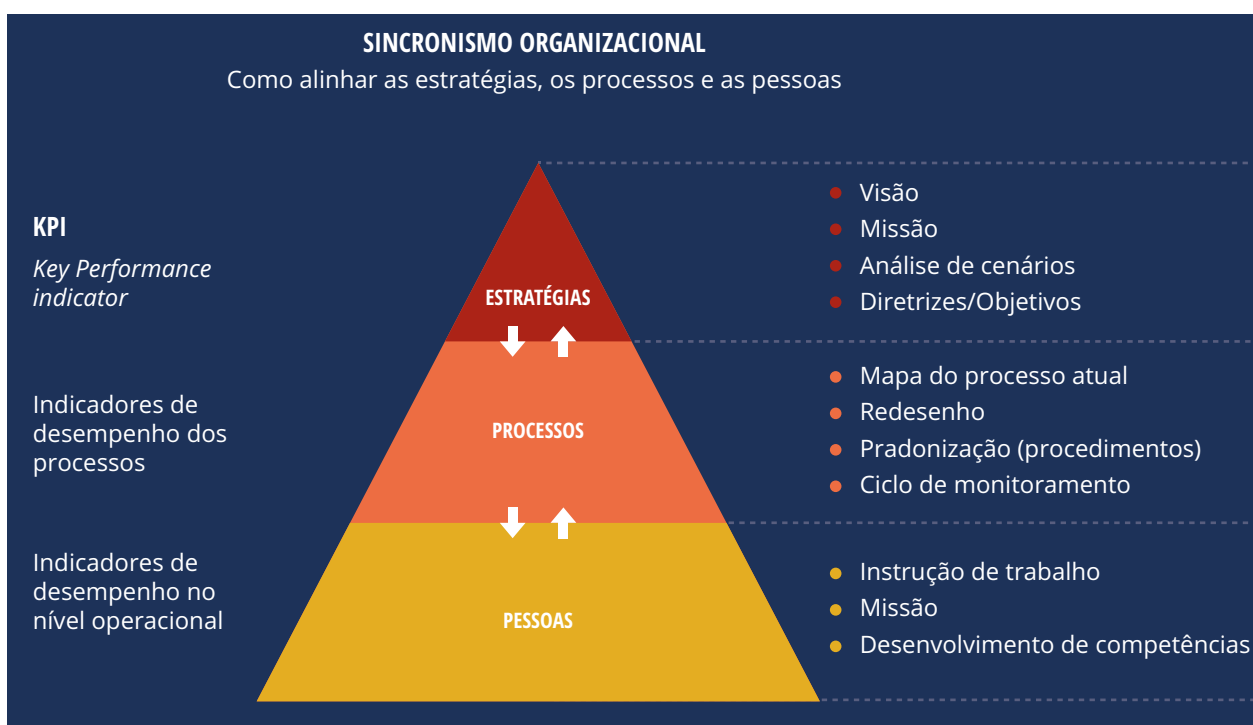 SINCRONISMO ORGANIZACIONAL
Como alinhar as estratégias, os processos e as pessoas
KPI
Key Performance
indicator
ESTRATÉGIAS
Visão
Missão
Análise de cenários
Diretrizes/Objetivos
Indicadores de
desempenho dos
processos
PROCESSOS
Mapa do processo atual
Redesenho
Pradonização (procedimentos)
Ciclo de monitoramento
Indicadores de
desempenho no
nível operacional
PESSOAS
Instrução de trabalho
Missão
Desenvolvimento de competências